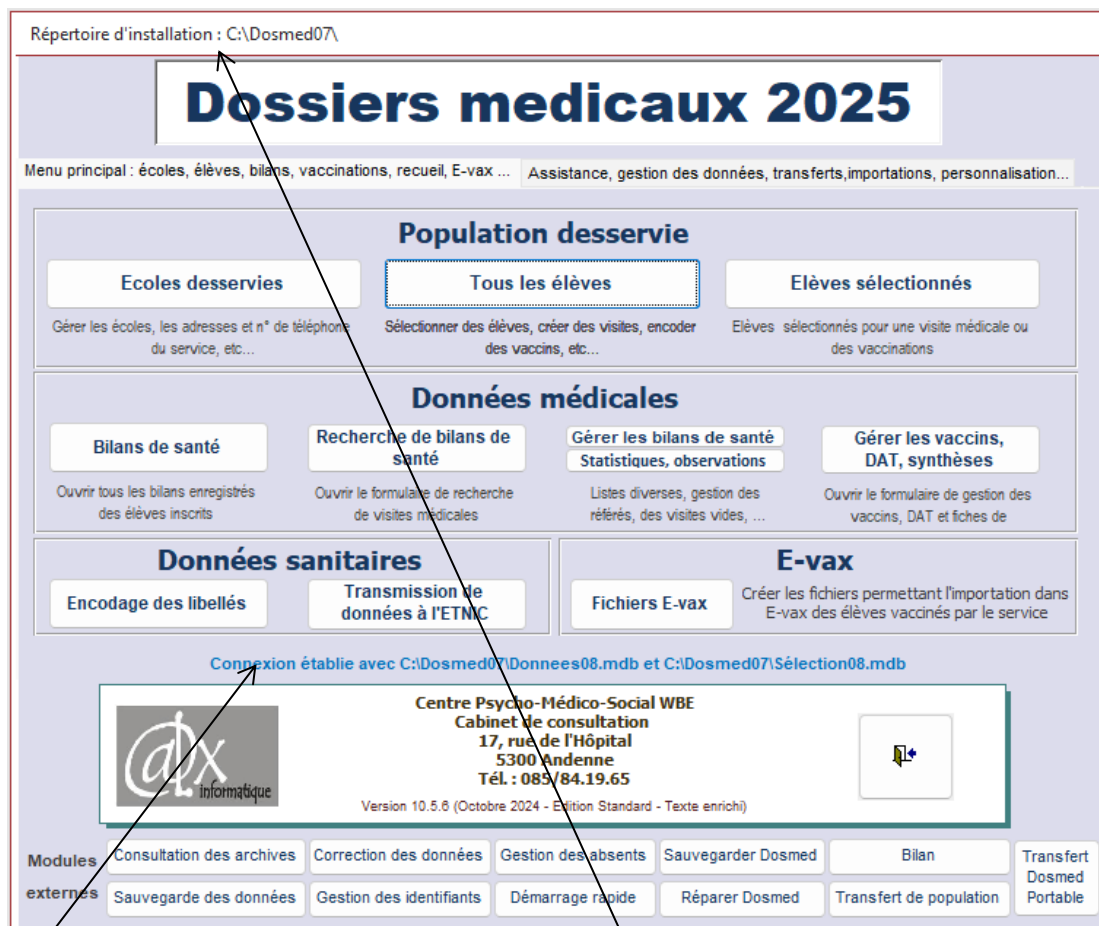 Répertoire d'installation : C:\Dosmed07\
Dossiers medicaux 2025
Menu principal : écoles, élèves, bilans, vaccinations, recueil, E-vax ...
Assistance, gestion des données, transferts,importations, personnalisation...
Population desservie
Ecoles desservies
Tous les élèves
Elèves sélectionnés
Gérer les écoles, les adresses et n° de téléphone
du service, etc...
Sélectionner des élèves, créer des visites, encoder
des vaccins, etc...
Elèves sélectionnés pour une visite médicale ou
des vaccinations
Données médicales
Bilans de santé
Recherche de bilans de
santé
Gérer les bilans de santé
Statistiques, observations
Gérer les vaccins,
DAT, synthèses
Ouvrir tous les bilans enregistrés
des élèves inscrits
Ouvrir le formulaire de recherche
de visites médicales
Listes diverses, gestion des
référés, des visites vides, ...
Ouvrir le formulaire de gestion des
vaccins, DAT et fiches de
Données sanitaires
Encodage des libellés
Transmission de
données à l'ETNIC
E-vax
Fichiers E-vax
Créer les fichiers permettant l'importation dans
E-vax des élèves vaccinés par le service
Connexion établie avec C:\Dosmed07\Donnees08.mdb et C:\Dosmed07\Sélection08.mdb
@dx
informatique
Centre Psycho-Médico-Social WBE
Cabinet de consultation
17, rue de l'Hôpital
5300 Andenne
Tél. : 085/84.19.65
Version 10.5.6 (Octobre 2024 - Edition Standard - Texte enrichi)
Modules
externes
Consultation des archives
Correction des données
Gestion des absents
Sauvegarder Dosmed
Bilan
Sauvegarde des données
Gestion des identifiants
Démarrage rapide
Réparer Dosmed
Transfert de population
Transfert
Dosmed
Portable